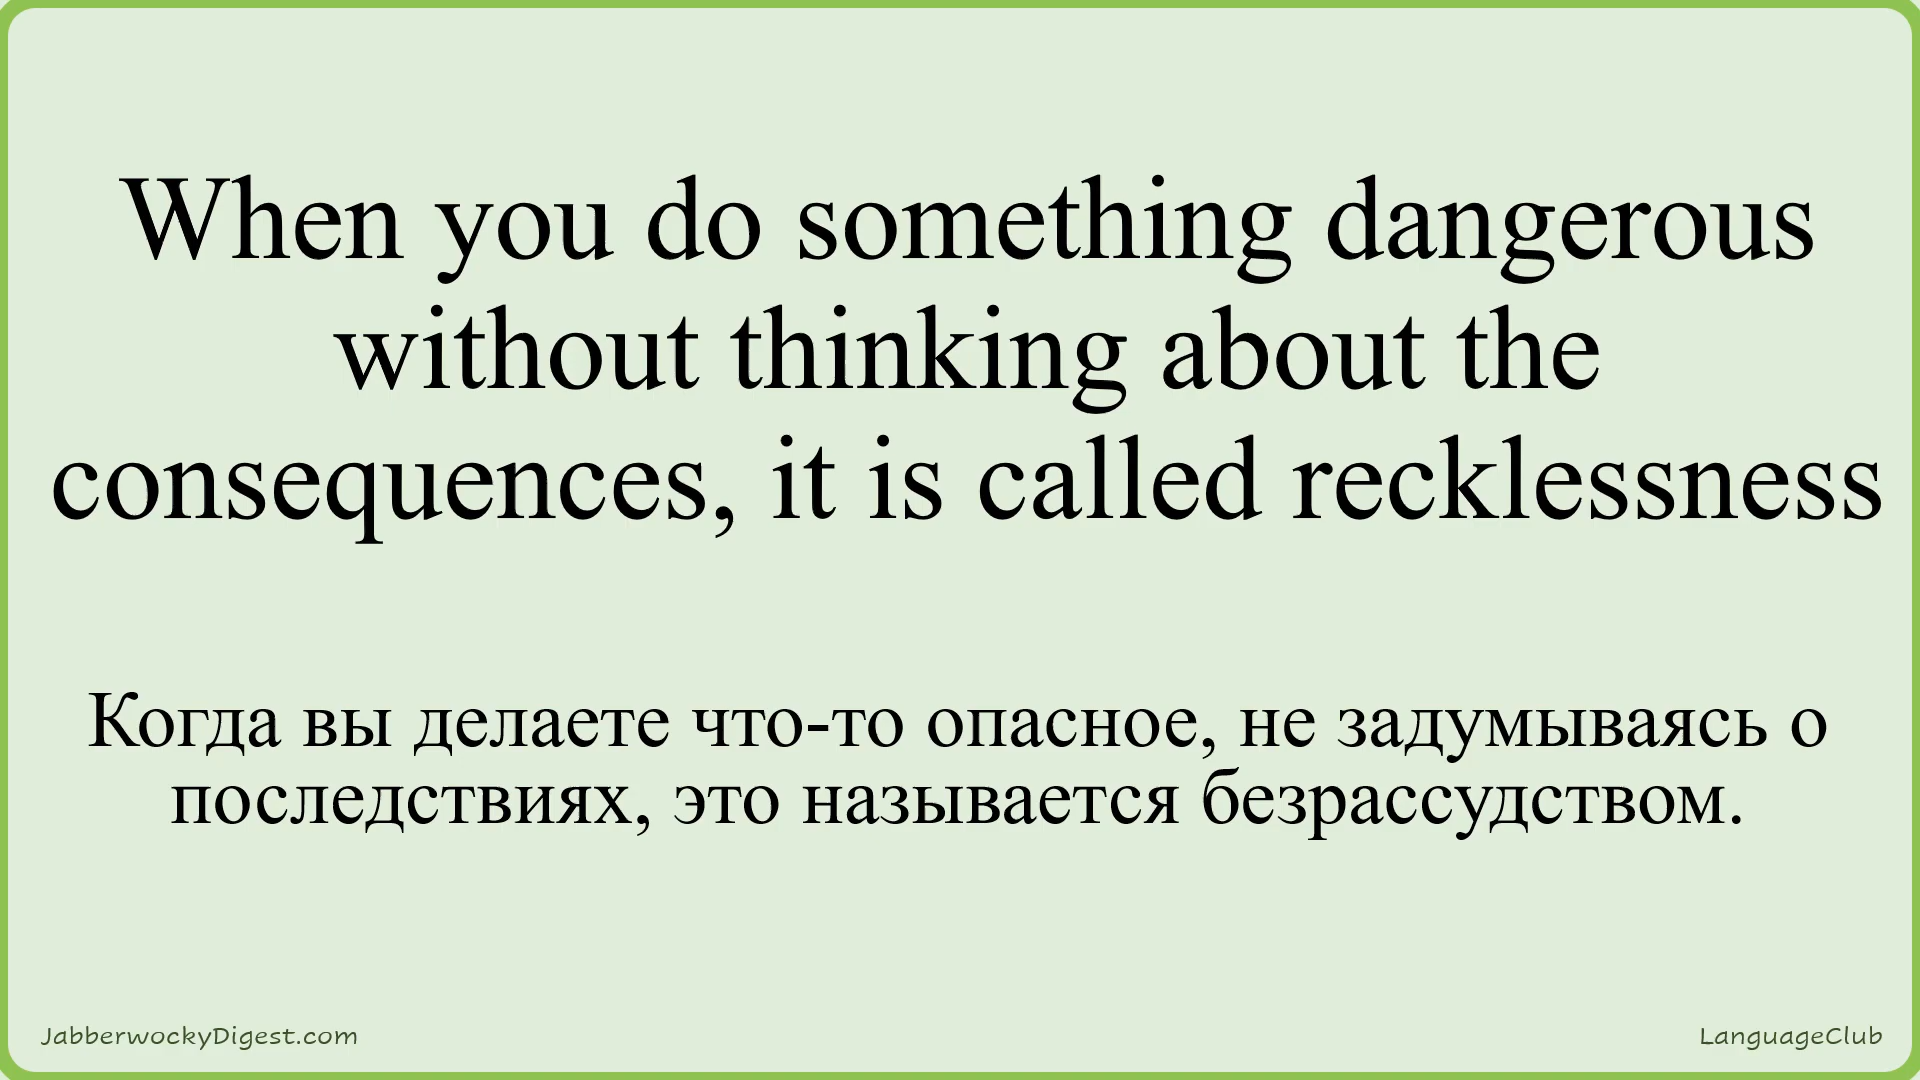 When you do something dangerous
without thinking about the
consequences, it is called recklessness
Когда вы делаете что-то опасное, не задумываясь о
последствиях, это называется безрассудством.
JabberwockyDigest.com
LanguageClub